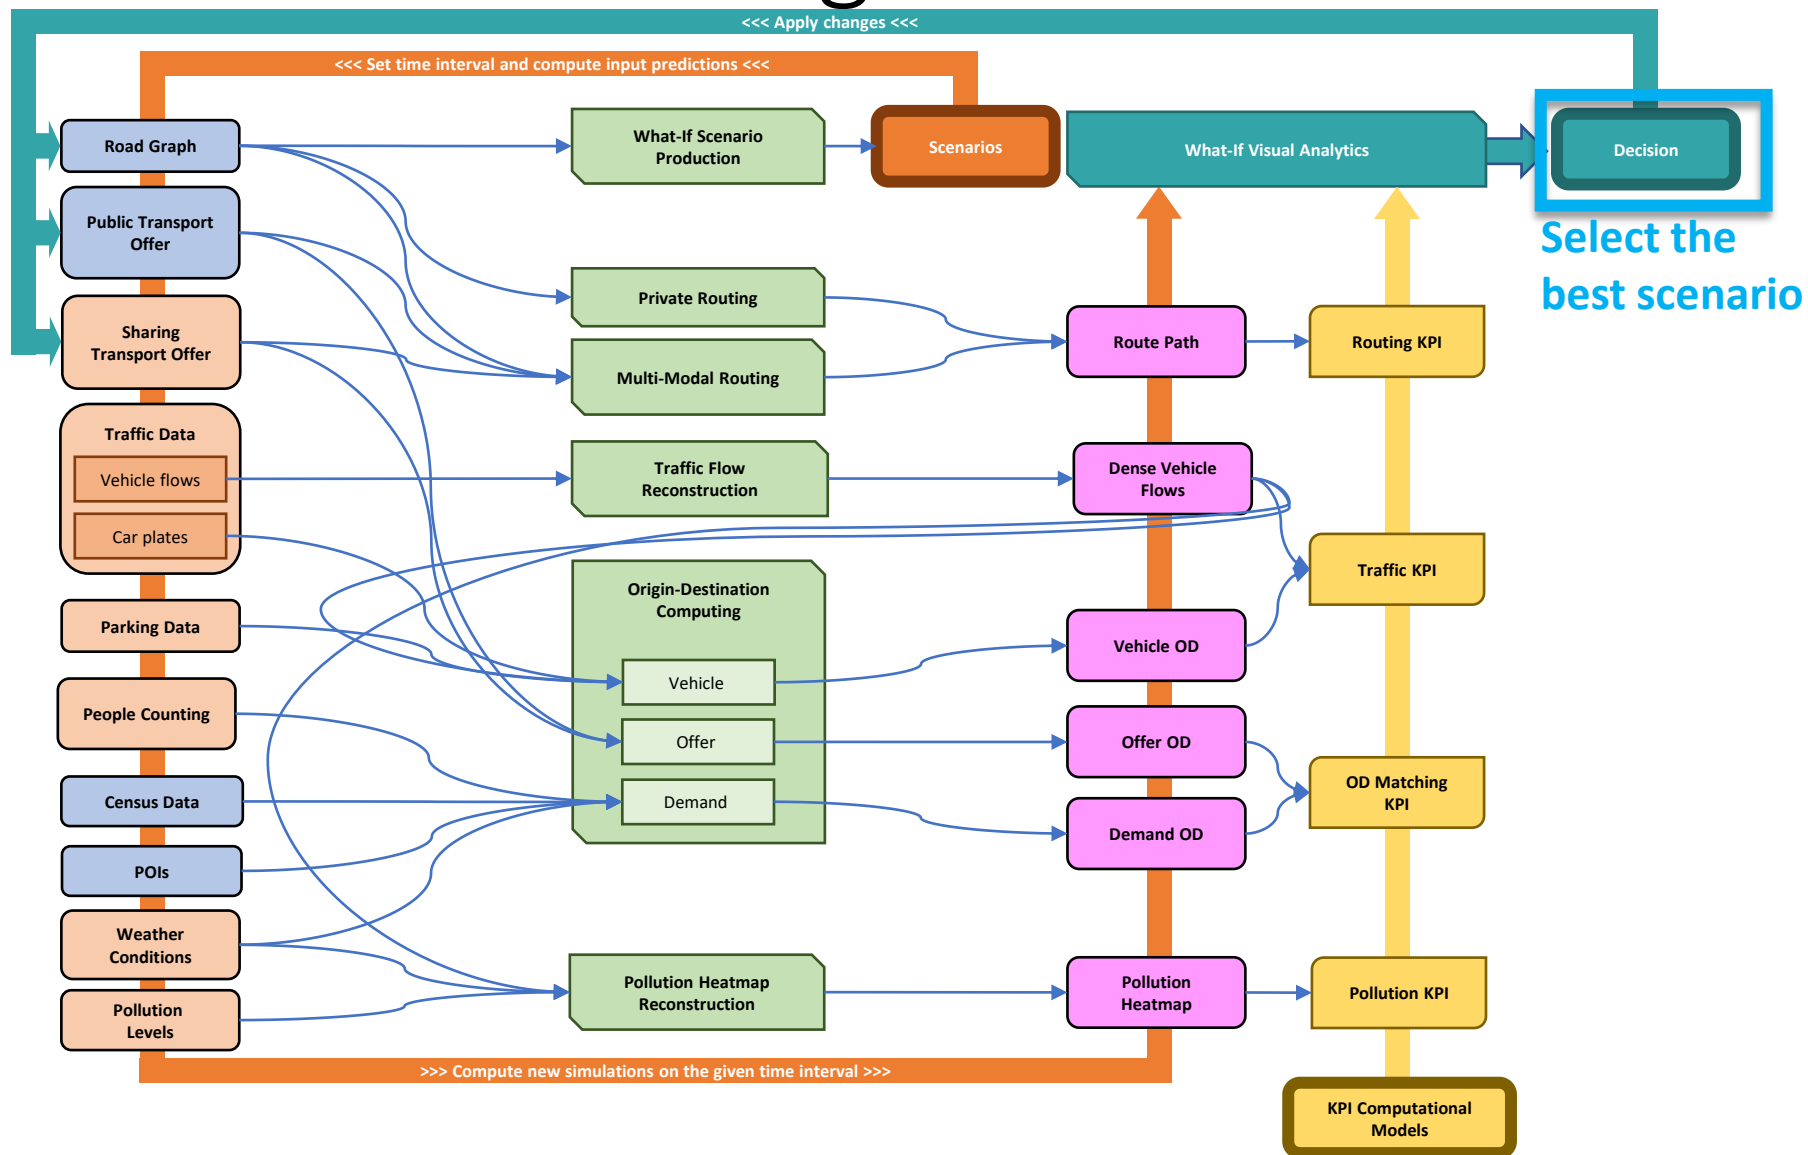 <<< Apply changes <<<
<<< Set time interval and compute input predictions <<<
Road Graph
What-If Scenario
Production
Scenarios
What-If Visual Analytics
Decision
Public Transport
Offer
Select the
best scenario
Private Routing
Sharing
Transport Offer
Route Path
Routing KPI
Multi-Modal Routing
Traffic Data
Vehicle flows
Car plates
Traffic Flow
Reconstruction
Dense Vehicle
Flows
Traffic KPI
Origin-Destination
Computing
Parking Data
Vehicle
Vehicle OD
People Counting
Offer
Offer OD
Census Data
Demand
Demand OD
OD Matching
KPI
POIs
Weather
Conditions
Pollution Heatmap
Reconstruction
Pollution
Heatmap
Pollution KPI
Pollution
Levels
>>> Compute new simulations on the given time interval >>>
KPI Computational
Models